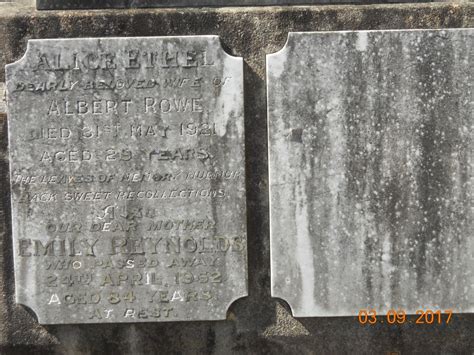 ALICE ETHEL
DEARLY BELOVED WIFE OF
ALBERT ROWE
DIED 31ST MAY 1921
AGED 29 YEARS.
THE LEAVES OF MEMORY MURMUR
BACK SWEET RECOLLECTIONS.
ALSO
OUR DEAR MOTHER
EMILY REYNOLDS
WHO PASSED AWAY
24TH APRIL, 1952
AGED 84 YEARS
AT REST.
03.09.2017